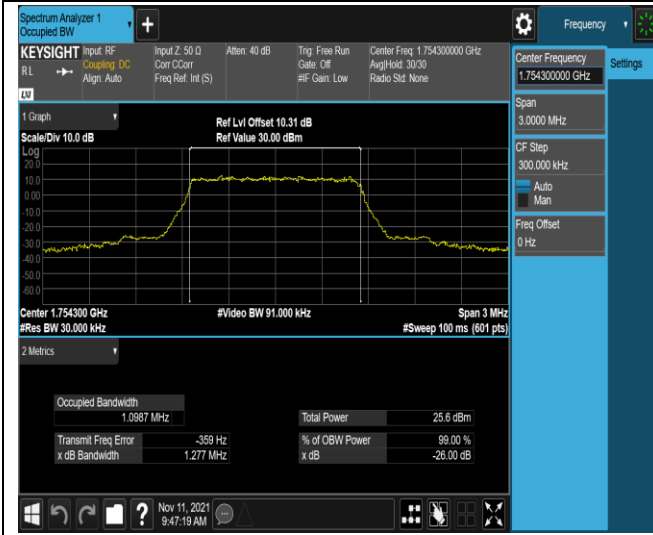 Spectrum Analyzer 1
Occupied BW
Frequency
KEYSIGHT
RL
LXI
Input: RF
Coupling: DC
Align: Auto
Input Z: 50 Ω
Corr CCorr
Freq Ref: Int (S)
Atten: 40 dB
Trig: Free Run
Gate: Off
#IF Gain: Low
Center Freq: 1.754300000 GHz
Avg|Hold: 30/30
Radio Std: None
Center Frequency
1.754300000 GHz
Settings
Span
3.0000 MHz
CF Step
300.000 kHz
Auto
Man
Freq Offset
0 Hz
1 Graph
Scale/Div 10.0 dB
Ref Lvl Offset 10.31 dB
Ref Value 30.00 dBm
Log
20.0
10.0
0.00
-10.0
-20.0
-30.0
-40.0
-50.0
-60.0
Center 1.754300 GHz
#Video BW 91.000 kHz
Span 3 MHz
#Res BW 30.000 kHz
#Sweep 100 ms (601 pts)
2 Metrics
Occupied Bandwidth
1.0987 MHz
Total Power 25.6 dBm
Transmit Freq Error -359 Hz
% of OBW Power 99.00 %
x dB Bandwidth 1.277 MHz
x dB -26.00 dB
Nov 11, 2021
9:47:19 AM